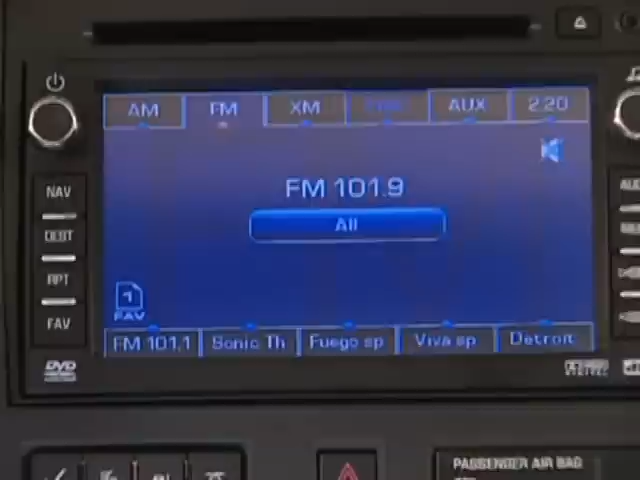 AM FM XM AUX 2:20
FM 101.9
All
NAV
DEST
RPT
FAV
1
FAV
FM 101.1 Sonic Th Fuego sp Viva sp Detroit
DVD
PASSENGER AIR BAG